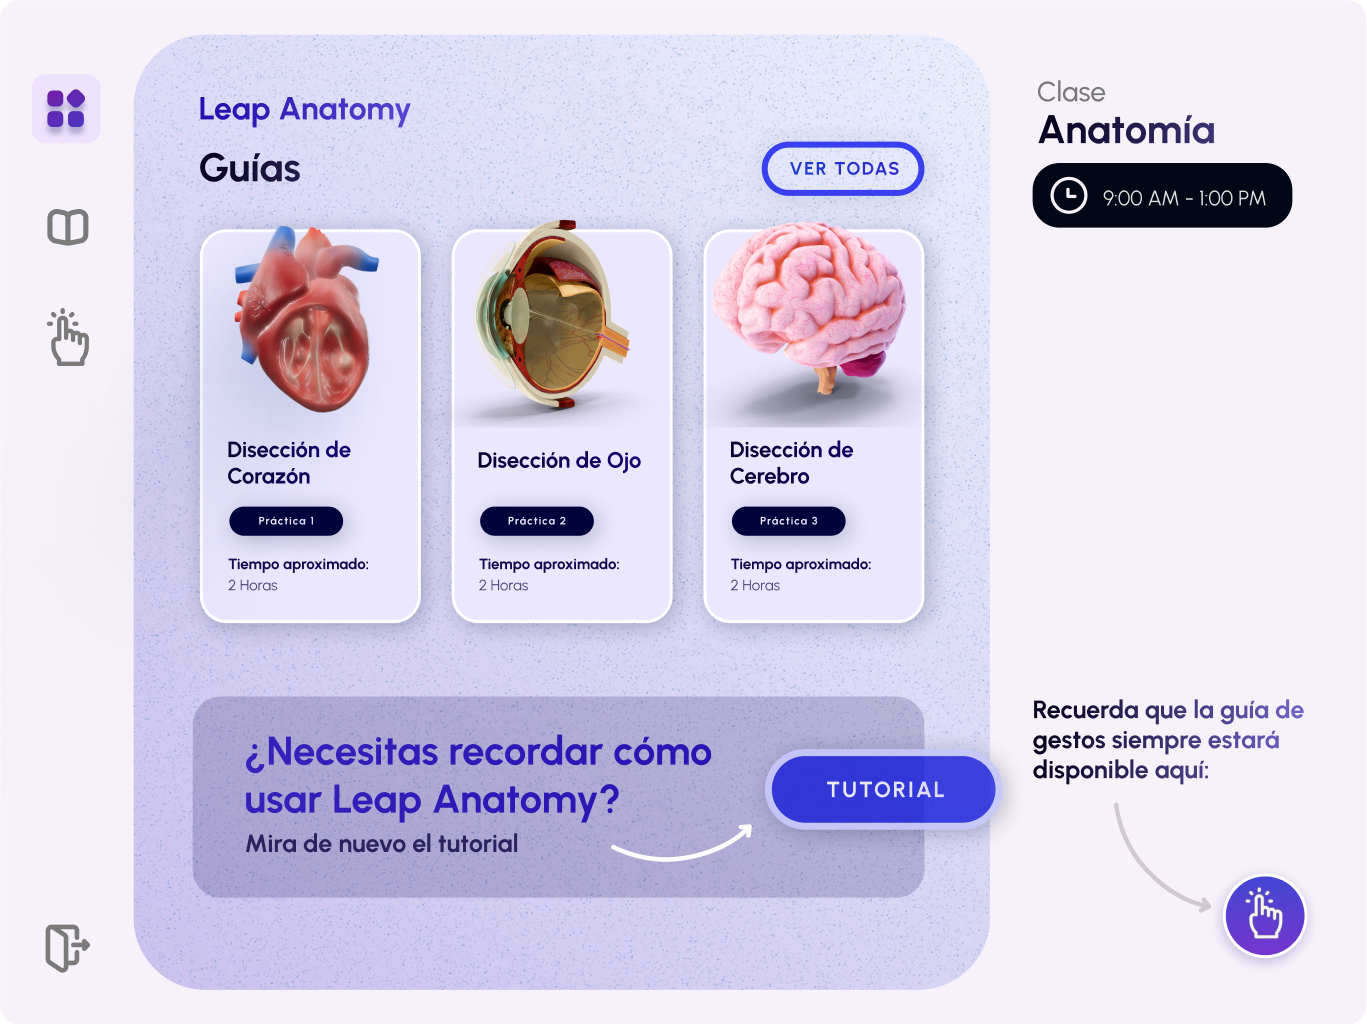 Leap Anatomy
Guías
VER TODAS
Disección de
Corazón
Práctica 1
Tiempo aproximado:
2 Horas
Disección de Ojo
Práctica 2
Tiempo aproximado:
2 Horas
Disección de
Cerebro
Práctica 3
Tiempo aproximado:
2 Horas
¿Necesitas recordar cómo
usar Leap Anatomy?
Mira de nuevo el tutorial
TUTORIAL
Clase
Anatomía
9:00 AM - 1:00 PM
Recuerda que la guía de
gestos siempre estará
disponible aquí: